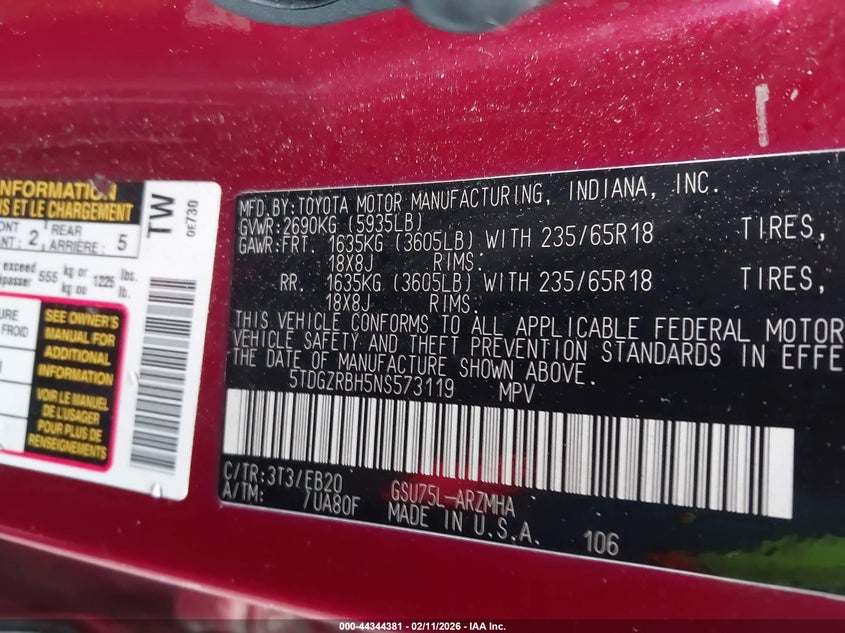 INFORMATION
NS ET LE CHARGEMENT
2 REAR
ARRIÈRE: 5
exceed 555 kg or 1225 lbs.
kg ou lb.
FROID
SEE OWNER'S
MANUAL FOR
ADDITIONAL
INFORMATION
VOIR LE MANUEL
DE L'USAGER
POUR PLUS DE
RENSEIGNEMENTS
TW
0E730
MFD.BY:TOYOTA MOTOR MANUFACTURING, INDIANA, INC.
GVWR:2690KG (5935LB)
GAWR:FRT. 1635KG (3605LB) WITH 235/65R18 TIRES,
18X8J RIMS:
RR. 1635KG (3605LB) WITH 235/65R18 TIRES,
18X8J RIMS:
THIS VEHICLE CONFORMS TO ALL APPLICABLE FEDERAL MOTOR
VEHICLE SAFETY AND THEFT PREVENTION STANDARDS IN EFFE
THE DATE OF MANUFACTURE SHOWN ABOVE.
5TDGZRBH5NS573119 MPV
C/TR:3T3/EB20 GSU75L-ARZMHA
A/TM: /UA80F MADE IN U.S.A. 106
000-44344381 - 02/11/2026 - IAA Inc.